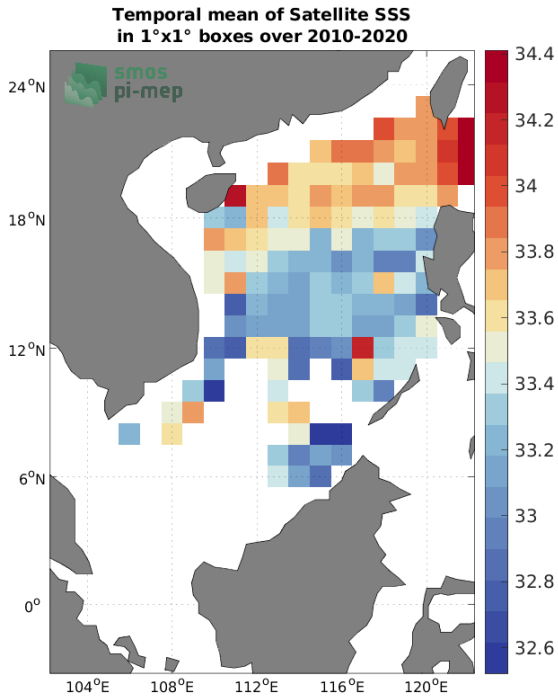 Temporal mean of Satellite SSS
in 1°x1° boxes over 2010-2020
smos
pi-mep
24°N
18°N
12°N
6°N
0°
104°E
108°E
112°E
116°E
120°E
34.4
34.2
34
33.8
33.6
33.4
33.2
33
32.8
32.6